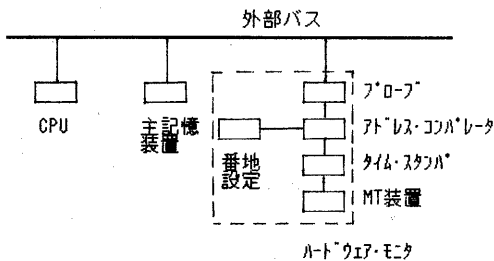 外部バス
CPU
主記憶
装置
番地
設定
ﾌﾟﾛｰﾌﾞ
ｱﾄﾞﾚｽ･ｺﾝﾊﾟﾚｰﾀ
ﾀｲﾑ･ｽﾀﾝﾊﾟ
MT装置
ﾊｰﾄﾞｳｪｱ･ﾓﾆﾀ